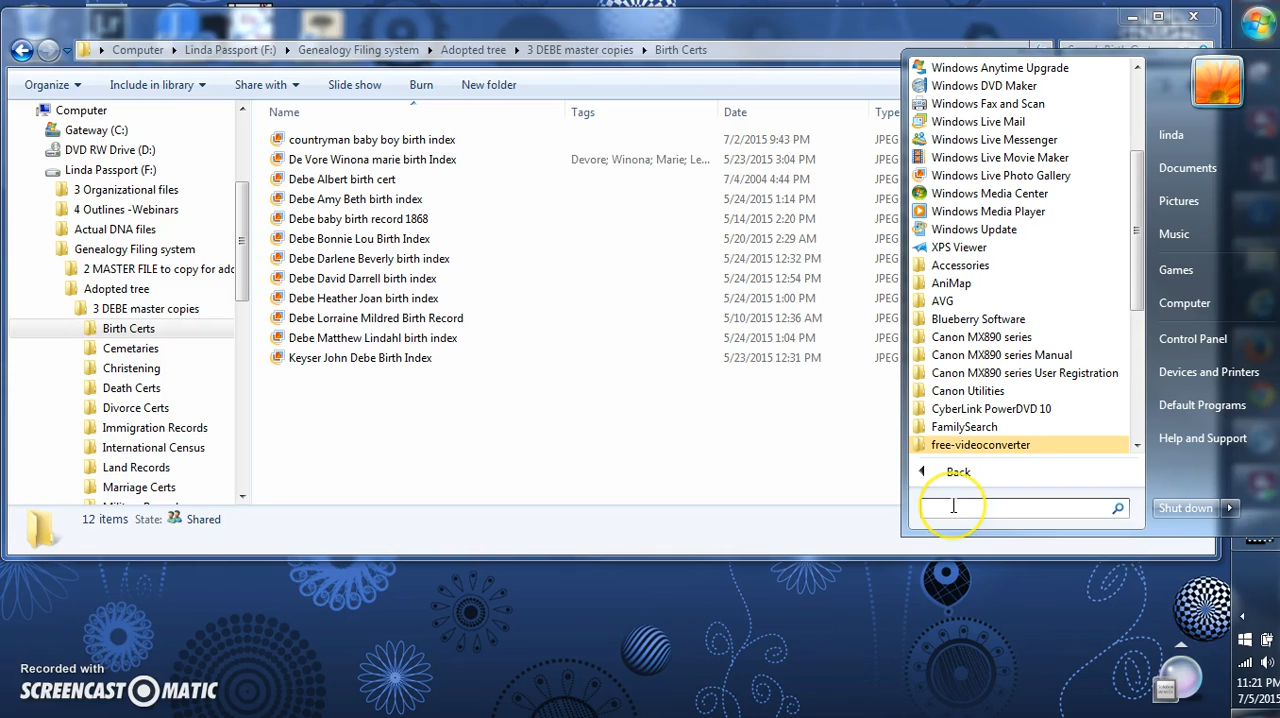 Computer ▸ Linda Passport (F:) ▸ Genealogy Filing system ▸ Adopted tree ▸ 3 DEBE master copies ▸ Birth Certs
Organize Include in library Share with Slide show Burn New folder
Computer
Gateway (C:)
DVD RW Drive (D:)
Linda Passport (F:)
3 Organizational files
4 Outlines -Webinars
Actual DNA files
Genealogy Filing system
2 MASTER FILE to copy for add
Adopted tree
3 DEBE master copies
Birth Certs
Cemetaries
Christening
Death Certs
Divorce Certs
Immigration Records
International Census
Land Records
Marriage Certs
Name Tags Date Type
countryman baby boy birth index 7/2/2015 9:43 PM JPEG
De Vore Winona marie birth Index Devore; Winona; Marie; Le... 5/23/2015 3:04 PM JPEG
Debe Albert birth cert 7/4/2004 4:44 PM JPEG
Debe Amy Beth birth index 5/24/2015 1:14 PM JPEG
Debe baby birth record 1868 5/14/2015 2:20 PM JPEG
Debe Bonnie Lou Birth Index 5/20/2015 2:29 AM JPEG
Debe Darlene Beverly birth index 5/24/2015 12:32 PM JPEG
Debe David Darrell birth index 5/24/2015 12:54 PM JPEG
Debe Heather Joan birth index 5/24/2015 1:00 PM JPEG
Debe Lorraine Mildred Birth Record 5/10/2015 12:36 AM JPEG
Debe Matthew Lindahl birth index 5/24/2015 1:04 PM JPEG
Keyser John Debe Birth Index 5/23/2015 12:31 PM JPEG
12 items State: Shared
Windows Anytime Upgrade
Windows DVD Maker
Windows Fax and Scan
Windows Live Mail
Windows Live Messenger
Windows Live Movie Maker
Windows Live Photo Gallery
Windows Media Center
Windows Media Player
Windows Update
XPS Viewer
Accessories
AniMap
AVG
Blueberry Software
Canon MX890 series
Canon MX890 series Manual
Canon MX890 series User Registration
Canon Utilities
CyberLink PowerDVD 10
FamilySearch
free-videoconverter
Back
linda
Documents
Pictures
Music
Games
Computer
Control Panel
Devices and Printers
Default Programs
Help and Support
Shut down
Recorded with
SCREENCAST-O-MATIC
11:21 PM
7/5/2015